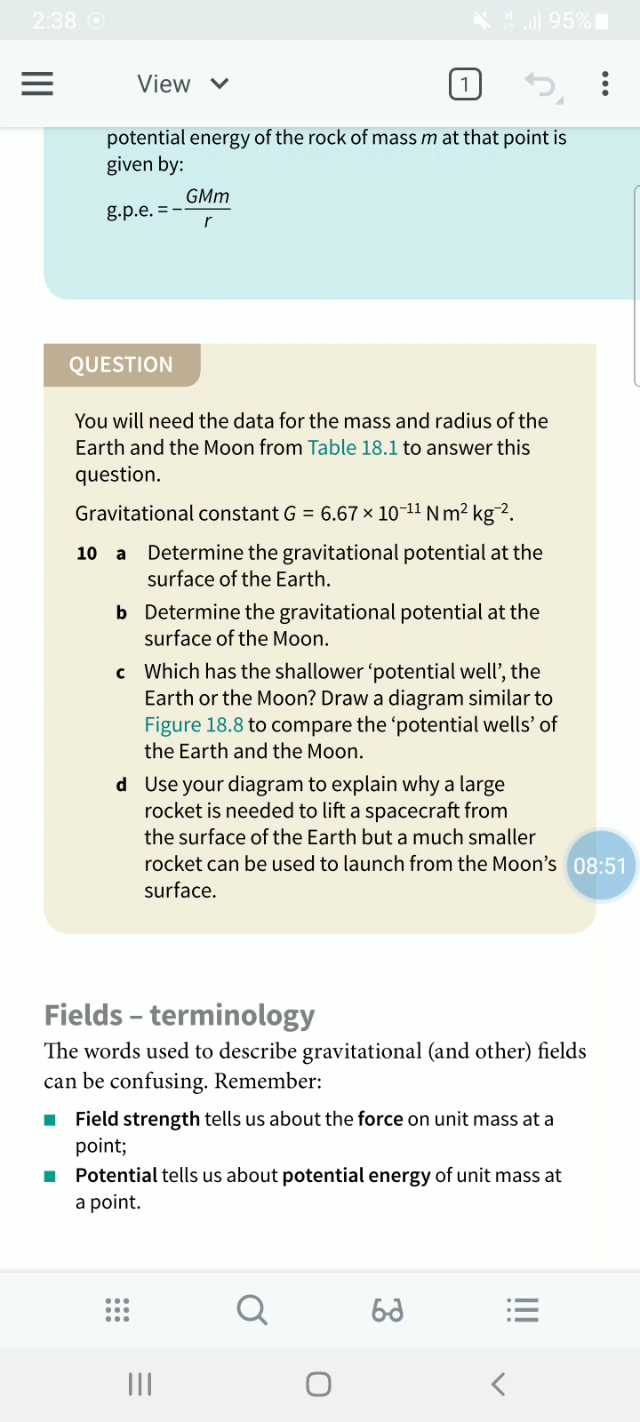 2:38 95%
View 1
potential energy of the rock of mass m at that point is
given by:
g.p.e. = −GMm/r
QUESTION
You will need the data for the mass and radius of the
Earth and the Moon from Table 18.1 to answer this
question.
Gravitational constant G = 6.67 × 10⁻¹¹ N m² kg⁻².
10 a Determine the gravitational potential at the
surface of the Earth.
b Determine the gravitational potential at the
surface of the Moon.
c Which has the shallower ‘potential well’, the
Earth or the Moon? Draw a diagram similar to
Figure 18.8 to compare the ‘potential wells’ of
the Earth and the Moon.
d Use your diagram to explain why a large
rocket is needed to lift a spacecraft from
the surface of the Earth but a much smaller
rocket can be used to launch from the Moon’s
surface.
08:51
Fields – terminology
The words used to describe gravitational (and other) fields
can be confusing. Remember:
■ Field strength tells us about the force on unit mass at a
point;
■ Potential tells us about potential energy of unit mass at
a point.